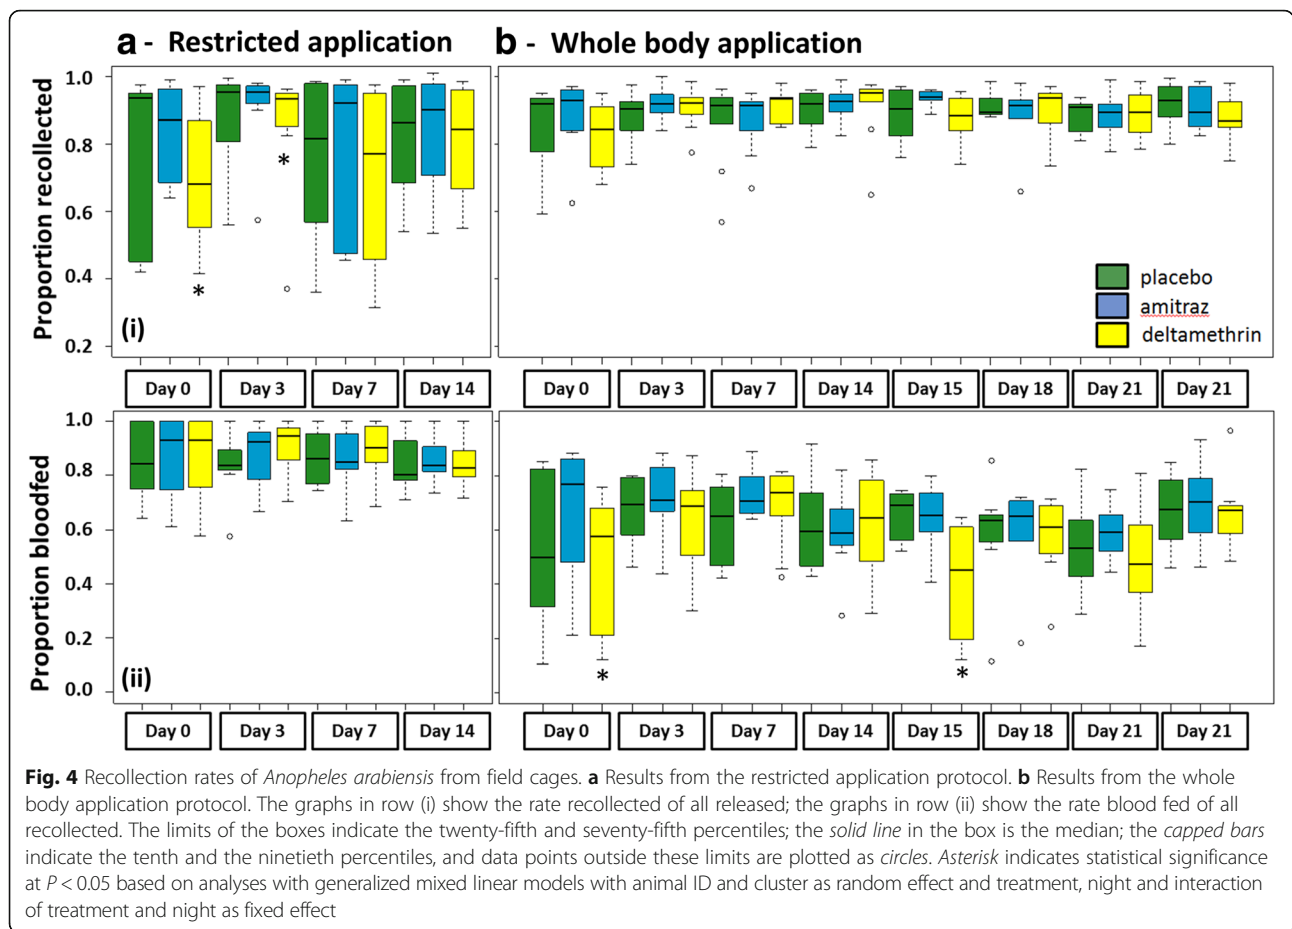 a - Restricted application
b - Whole body application
Proportion recollected
1.0
0.8
0.6
0.4
0.2
(i)
placebo
amitraz
deltamethrin
Day 0 Day 3 Day 7 Day 14
Day 0 Day 3 Day 7 Day 14 Day 15 Day 18 Day 21 Day 21
Proportion bloodfed
1.0
0.8
0.6
0.4
0.2
0.0
(ii)
* * * *
Day 0 Day 3 Day 7 Day 14
Day 0 Day 3 Day 7 Day 14 Day 15 Day 18 Day 21 Day 21
Fig. 4 Recollection rates of Anopheles arabiensis from field cages. a Results from the restricted application protocol. b Results from the whole
body application protocol. The graphs in row (i) show the rate recollected of all released; the graphs in row (ii) show the rate blood fed of all
recollected. The limits of the boxes indicate the twenty-fifth and seventy-fifth percentiles; the solid line in the box is the median; the capped bars
indicate the tenth and the ninetieth percentiles, and data points outside these limits are plotted as circles. Asterisk indicates statistical significance
at P < 0.05 based on analyses with generalized mixed linear models with animal ID and cluster as random effect and treatment, night and interaction
of treatment and night as fixed effect